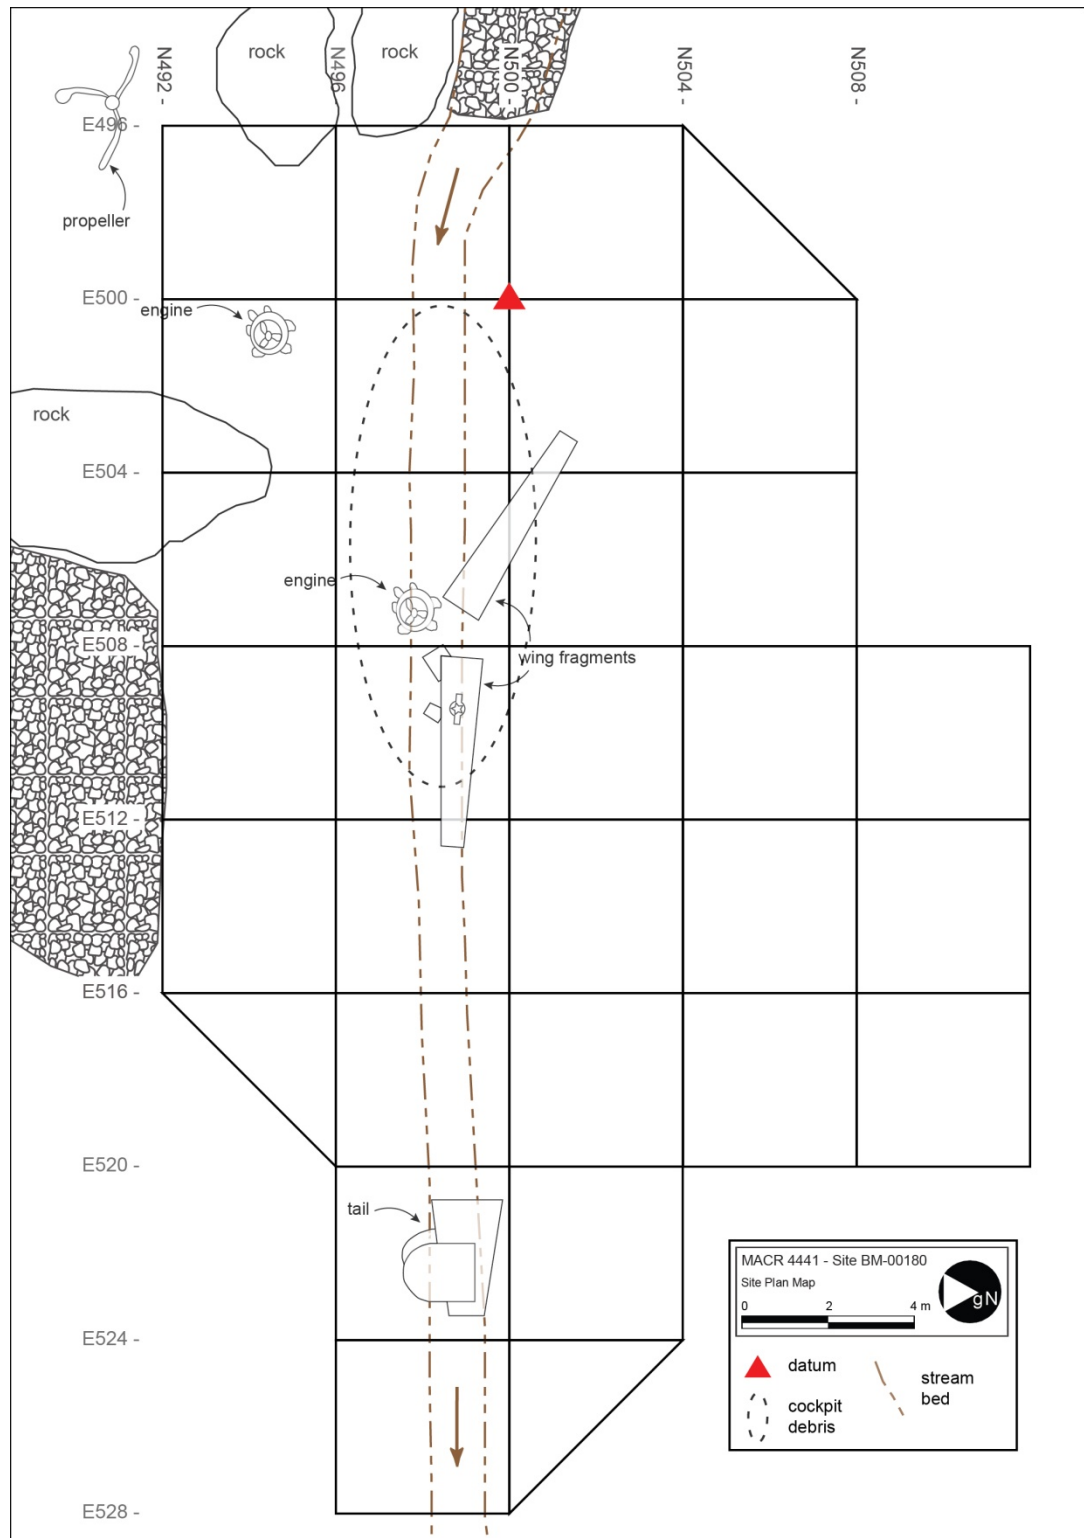 rock
rock
N492 -
N496
N500 -
N504 -
N508 -
E496 -
propeller
E500 -
engine
rock
E504 -
engine
E508 -
wing fragments
E512 -
E516 -
E520 -
tail
MACR 4441 - Site BM-00180
Site Plan Map
0 2 4 m
gN
E524 -
datum
stream
bed
cockpit
debris
E528 -